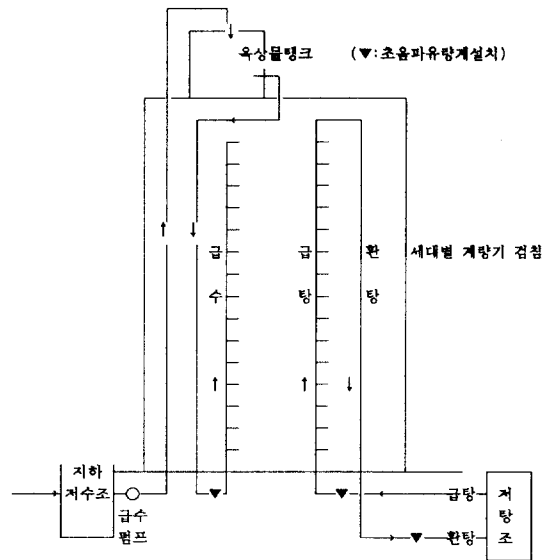 옥상물탱크 (▼:초음파유량계설치)
급수
급탕
환탕
세대별 계량기 검침
지하
저수조
급수
펌프
급탕
환탕
저탕조